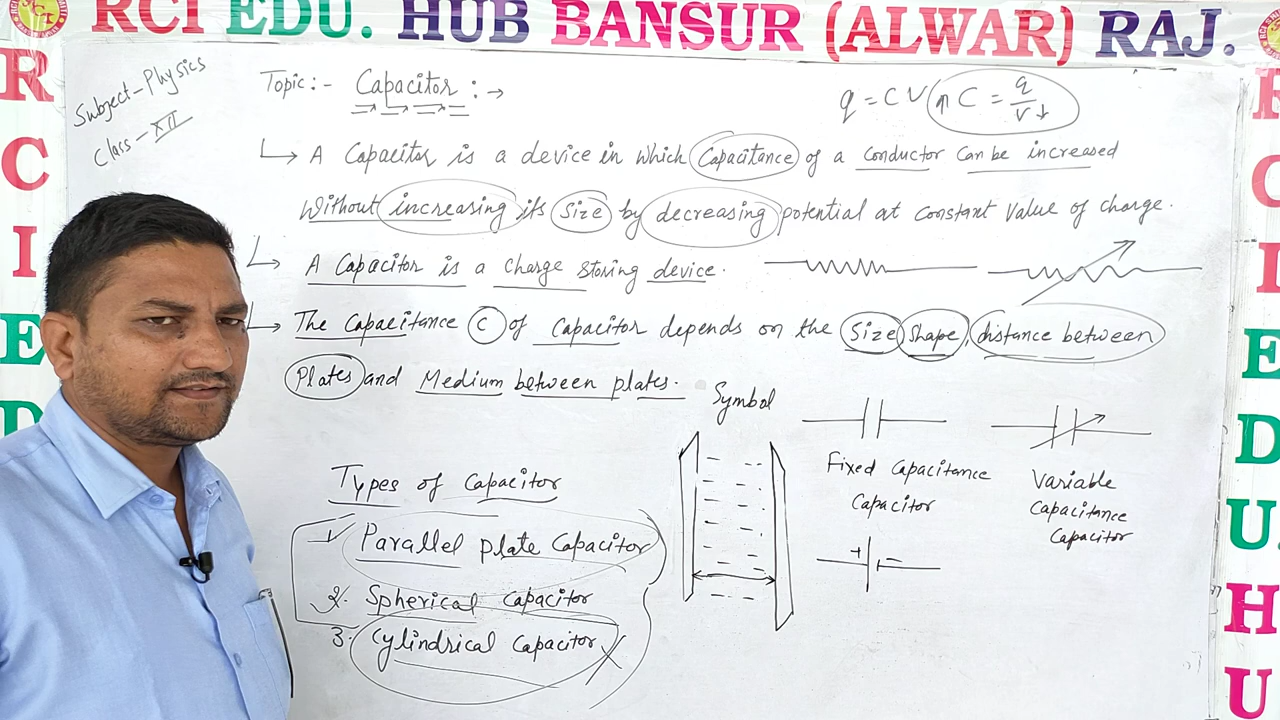 RCI EDU. HUB BANSUR (ALWAR) RAJ.
Subject-Physics
Class-XII
Topic:- Capacitor :→
q = CV ↑ C = q/V↓
↳ A Capacitor is a device in which Capacitance of a conductor can be increased
Without increasing its size by decreasing potential at constant value of charge.
↳ A Capacitor is a charge storing device.
↳ The Capacitance C of Capacitor depends on the Size, Shape, distance between
Plates and Medium between plates.
Symbol
Fixed Capacitance
Capacitor
Variable
Capacitance
Capacitor
+ -
Types of Capacitor
1. Parallel plate Capacitor
2. Spherical Capacitor
3. Cylindrical Capacitor
R
C
I
E
D
R
C
I
E
D
U.
H
U